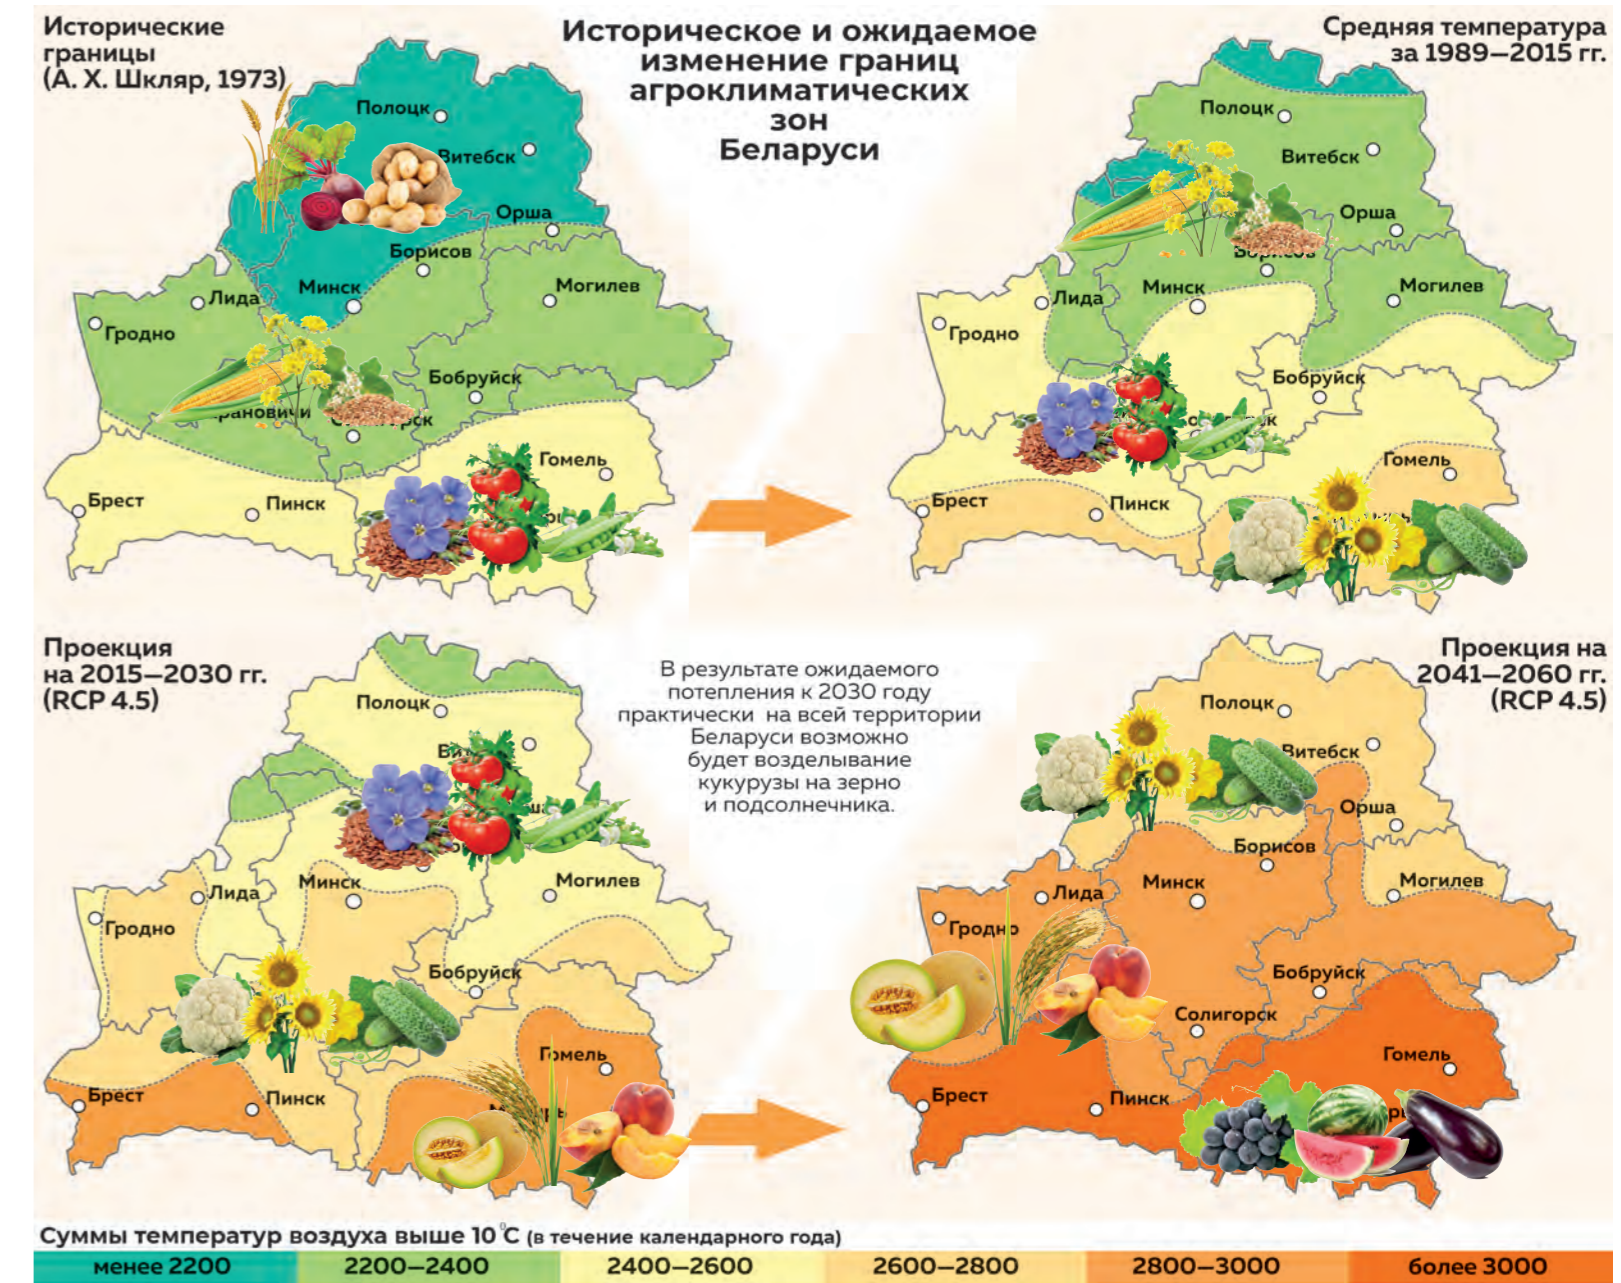 Исторические
границы
(А. Х. Шкляр, 1973)
Историческое и ожидаемое
изменение границ
агроклиматических
зон
Беларуси
Средняя температура
за 1989—2015 гг.
Полоцк
Витебск
Орша
Борисов
Минск
Лида
Гродно
Могилев
Бобруйск
Гомель
Брест
Пинск
Полоцк
Витебск
Орша
Борисов
Минск
Лида
Гродно
Могилев
Бобруйск
Гомель
Брест
Пинск
Проекция
на 2015—2030 гг.
(RCP 4.5)
В результате ожидаемого
потепления к 2030 году
практически на всей территории
Беларуси возможно
будет возделывание
кукурузы на зерно
и подсолнечника.
Проекция на
2041—2060 гг.
(RCP 4.5)
Полоцк
Минск
Лида
Гродно
Могилев
Бобруйск
Гомель
Брест
Пинск
Полоцк
Витебск
Орша
Борисов
Минск
Лида
Гродно
Могилев
Бобруйск
Солигорск
Гомель
Брест
Пинск
Суммы температур воздуха выше 10 °С (в течение календарного года)
менее 2200
2200—2400
2400—2600
2600—2800
2800—3000
более 3000